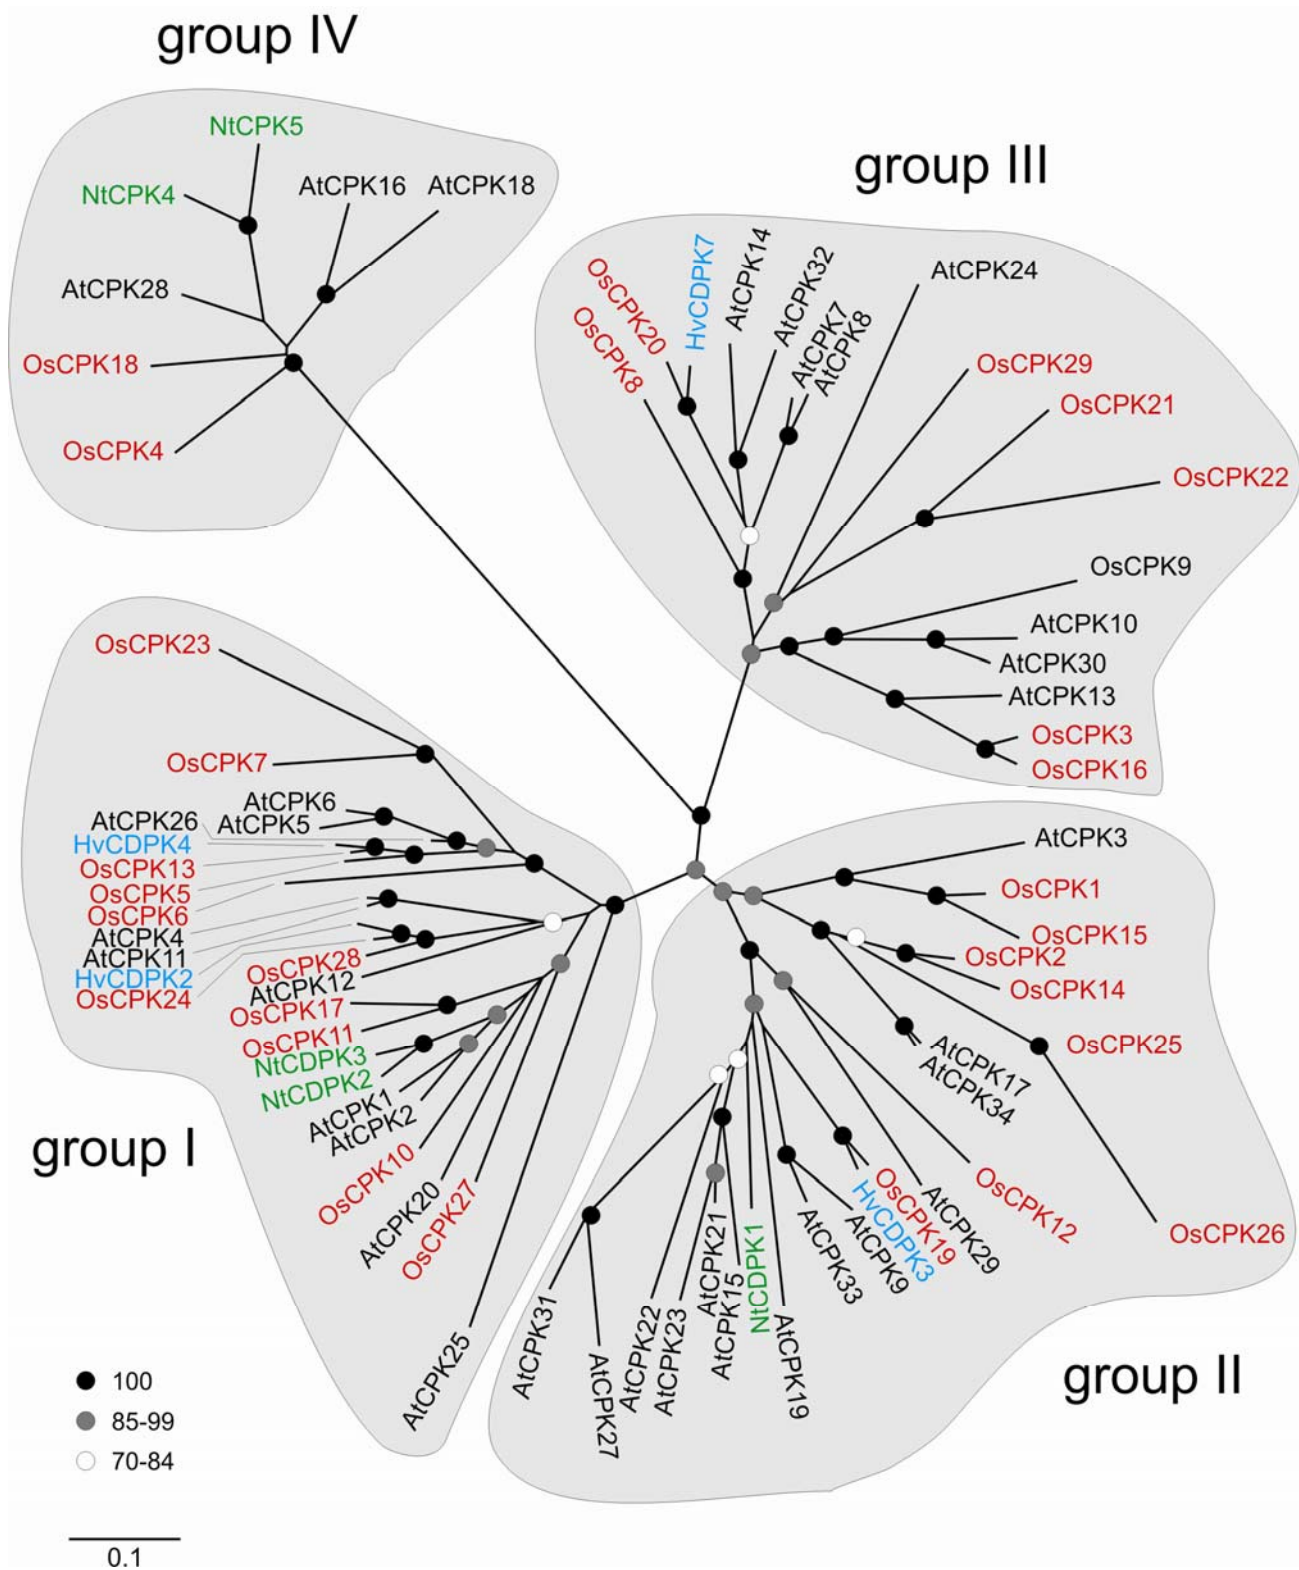 group IV
NtCPK5
NtCPK4
AtCPK16
AtCPK18
AtCPK28
OsCPK18
OsCPK4
group III
OsCPK8
OsCPK20
HvCDPK7
AtCPK14
AtCPK32
AtCPK7
AtCPK8
AtCPK24
OsCPK29
OsCPK21
OsCPK22
OsCPK9
AtCPK10
AtCPK30
AtCPK13
OsCPK3
OsCPK16
OsCPK23
OsCPK7
AtCPK6
AtCPK5
AtCPK26
HvCDPK4
OsCPK13
OsCPK5
OsCPK6
AtCPK4
AtCPK11
HvCDPK2
OsCPK24
OsCPK28
AtCPK12
OsCPK17
OsCPK11
NtCDPK3
NtCDPK2
AtCPK1
AtCPK2
OsCPK10
AtCPK20
OsCPK27
AtCPK25
group I
AtCPK3
OsCPK1
OsCPK15
OsCPK2
OsCPK14
OsCPK25
AtCPK17
AtCPK34
OsCPK26
OsCPK12
AtCPK29
OsCPK19
HvCDPK3
AtCPK9
AtCPK33
AtCPK19
NtCDPK1
AtCPK15
AtCPK21
AtCPK23
AtCPK22
AtCPK27
AtCPK31
group II
100
85-99
70-84
0.1